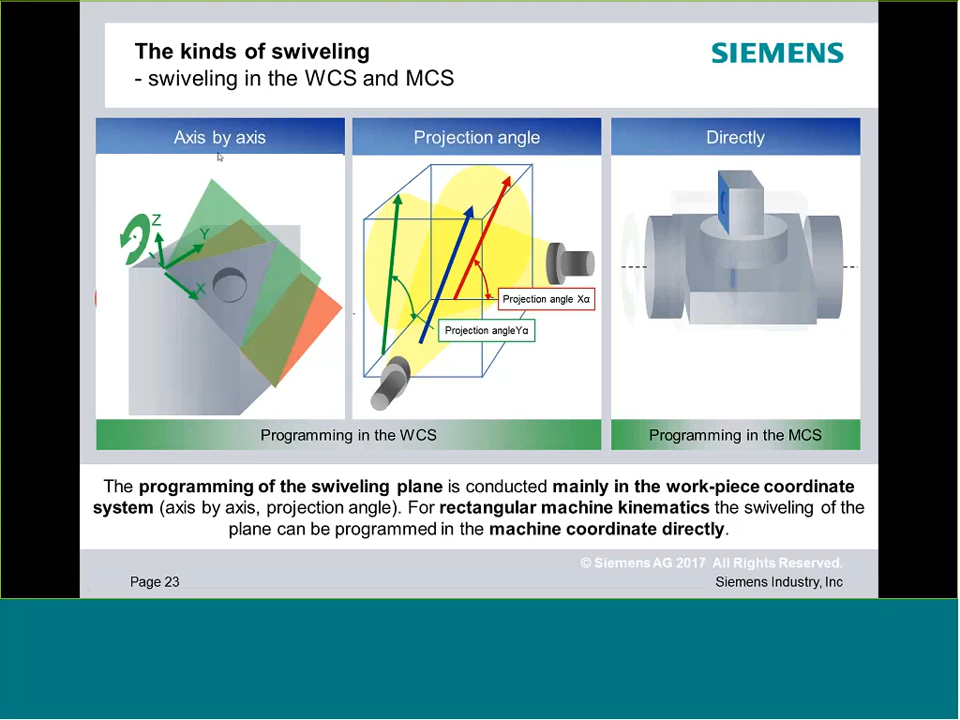 The kinds of swiveling
- swiveling in the WCS and MCS
SIEMENS
Axis by axis
Projection angle
Directly
Z
Y
X
Projection angle Xα
Projection angleYα
Programming in the WCS
Programming in the MCS
The programming of the swiveling plane is conducted mainly in the work-piece coordinate
system (axis by axis, projection angle). For rectangular machine kinematics the swiveling of the
plane can be programmed in the machine coordinate directly.
© Siemens AG 2017 All Rights Reserved.
Page 23
Siemens Industry, Inc